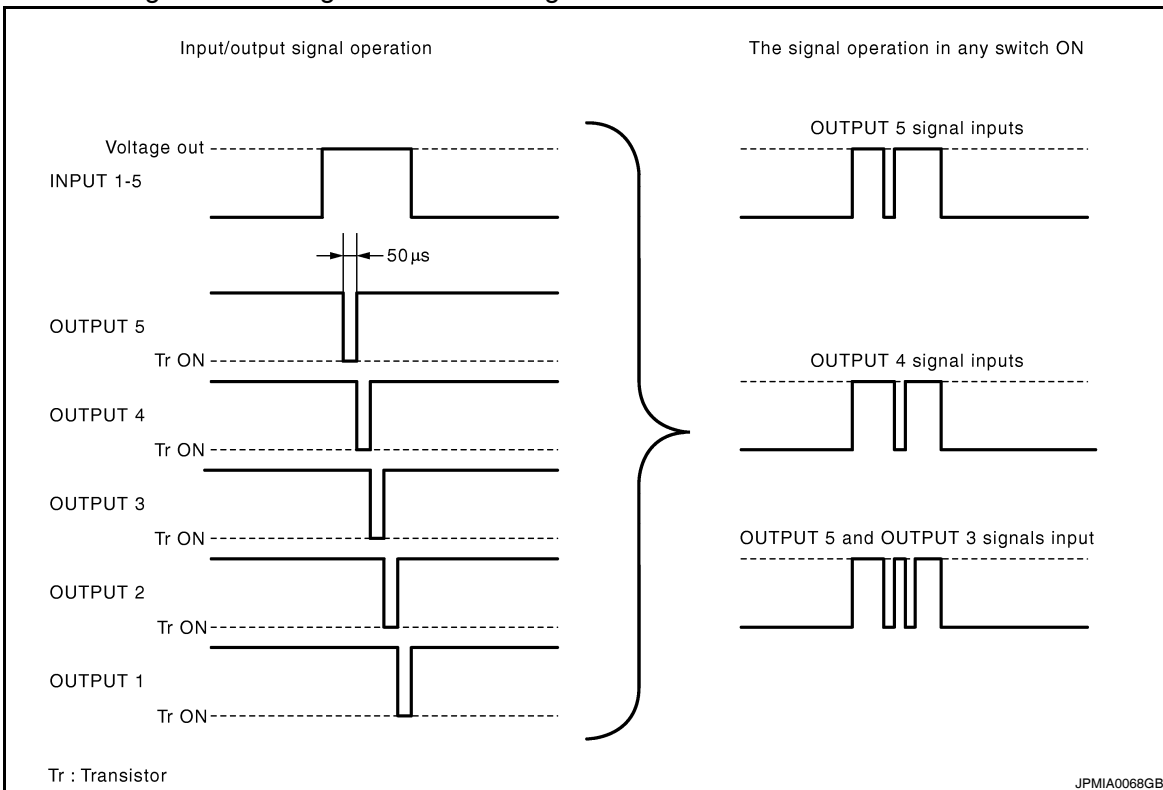 Input/output signal operation
The signal operation in any switch ON
Voltage out
INPUT 1-5
50 μs
OUTPUT 5
Tr ON
OUTPUT 4
Tr ON
OUTPUT 3
Tr ON
OUTPUT 2
Tr ON
OUTPUT 1
Tr ON
OUTPUT 5 signal inputs
OUTPUT 4 signal inputs
OUTPUT 5 and OUTPUT 3 signals input
Tr : Transistor
JPMIA0068GB